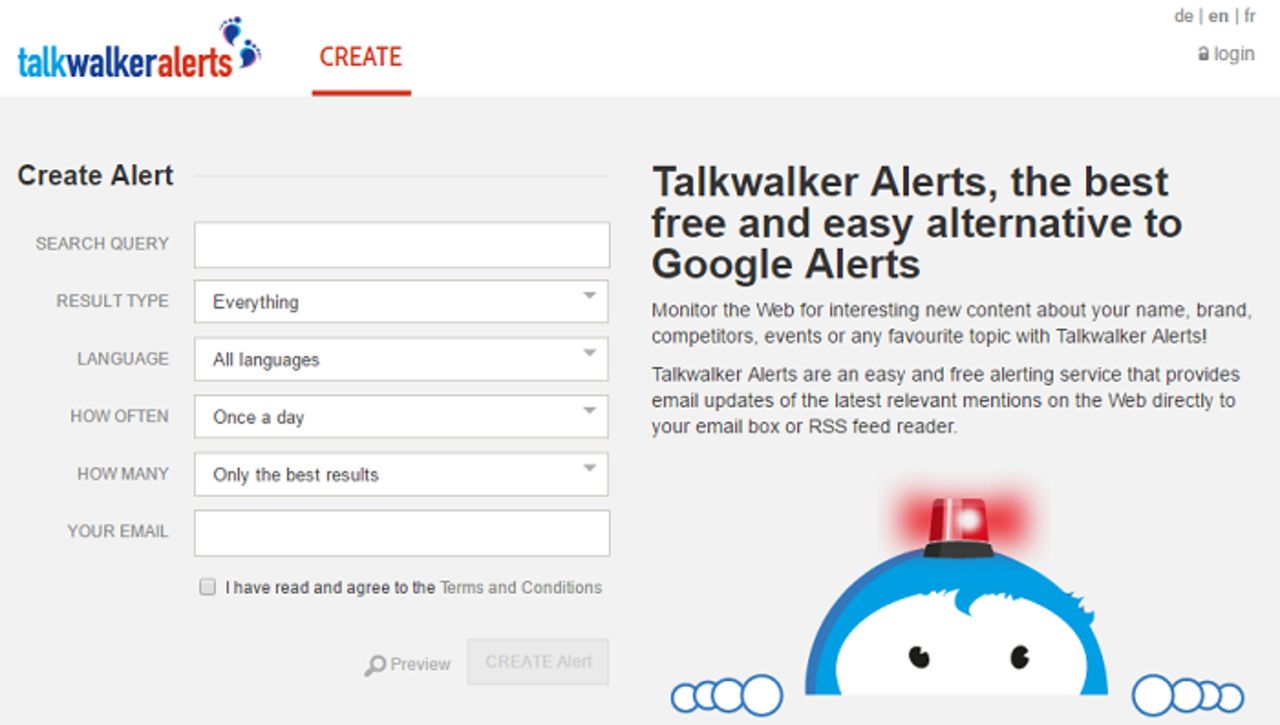 talkwalkeralerts
CREATE
de | en | fr
login
Create Alert
SEARCH QUERY
RESULT TYPE
Everything
LANGUAGE
All languages
HOW OFTEN
Once a day
HOW MANY
Only the best results
YOUR EMAIL
I have read and agree to the Terms and Conditions
Preview
CREATE Alert
Talkwalker Alerts, the best
free and easy alternative to
Google Alerts
Monitor the Web for interesting new content about your name, brand,
competitors, events or any favourite topic with Talkwalker Alerts!
Talkwalker Alerts are an easy and free alerting service that provides
email updates of the latest relevant mentions on the Web directly to
your email box or RSS feed reader.